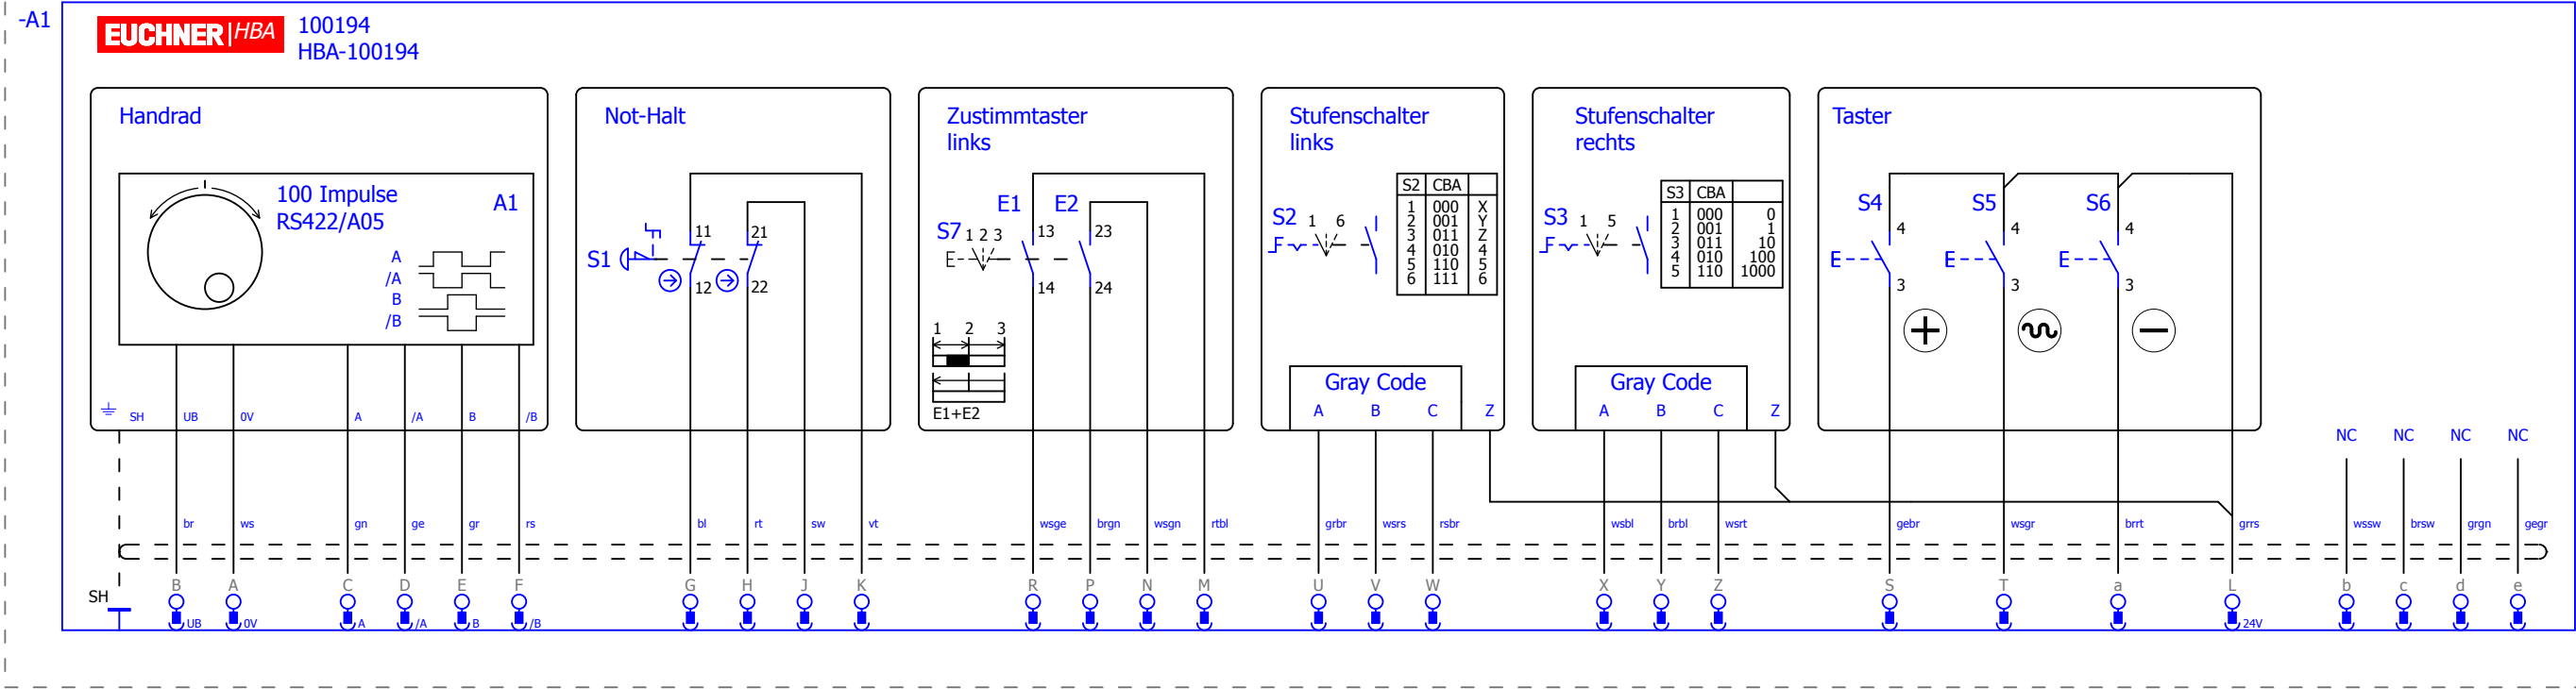 -A1
EUCHNER|HBA
100194
HBA-100194
Handrad
100 Impulse
RS422/A05
A1
A
/A
B
/B
SH UB 0V A /A B /B
Not-Halt
S1
11 21
12 22
Zustimmtaster
links
E1 E2
S7 1 2 3
13 23
14 24
1 2 3
E1+E2
Stufenschalter
links
S2 1 6
S2 CBA
1 000 X
2 001 Y
3 011 Z
4 010 4
5 110 5
6 111 6
Gray Code
A B C Z
Stufenschalter
rechts
S3 1 5
S3 CBA
1 000 0
2 001 1
3 011 10
4 010 100
5 110 1000
Gray Code
A B C Z
Taster
S4 S5 S6
4 4 4
3 3 3
NC NC NC NC
br ws gn ge gr rs bl rt sw vt wsge brgn wsgn rtbl grbr wsrs rsbr wsbl brbl wsrt gebr wsgr brrt grrs wssw brsw grgn gegr
SH B A C D E F G H J K R P N M U V W X Y Z S T a L b c d e
UB 0V A /A B /B 24V